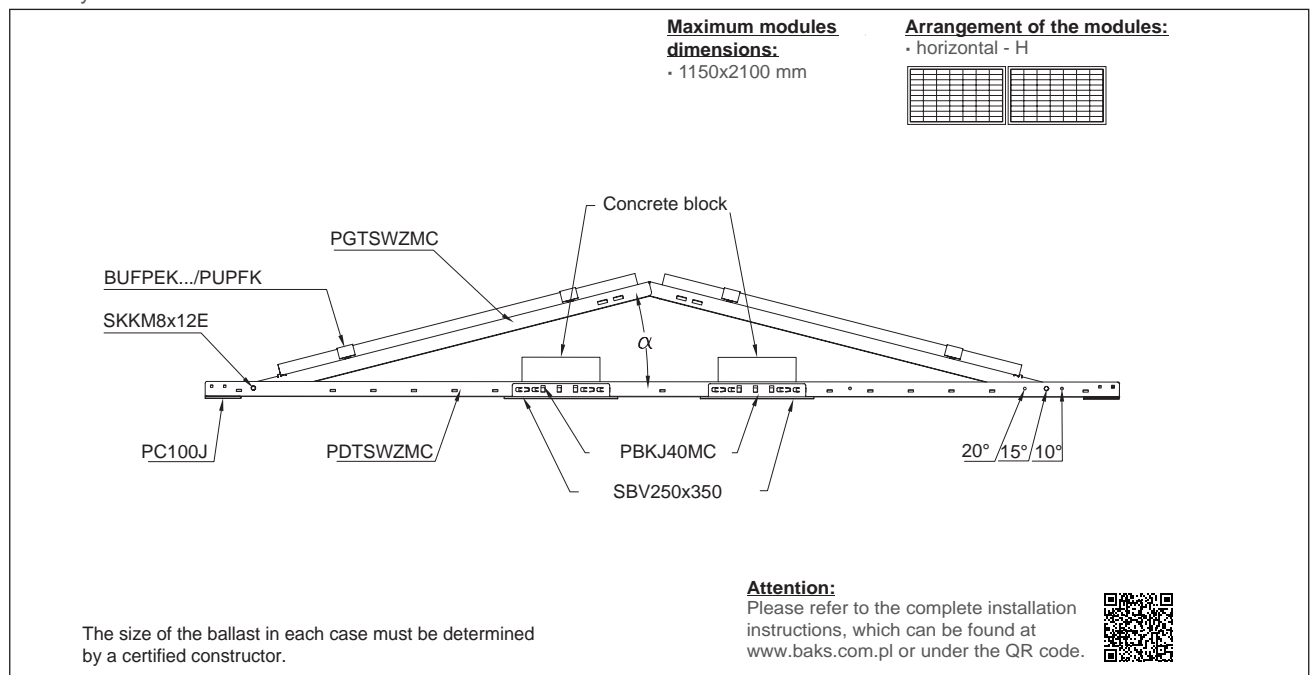 Maximum modules
dimensions:
· 1150x2100 mm
Arrangement of the modules:
· horizontal - H
Concrete block
PGTSWZMC
BUFPEK.../PUPFK
SKKM8x12E
α
PC100J
PDTSWZMC
PBKJ40MC
20° 15° 10°
SBV250x350
Attention:
Please refer to the complete installation
instructions, which can be found at
www.baks.com.pl or under the QR code.
The size of the ballast in each case must be determined
by a certified constructor.